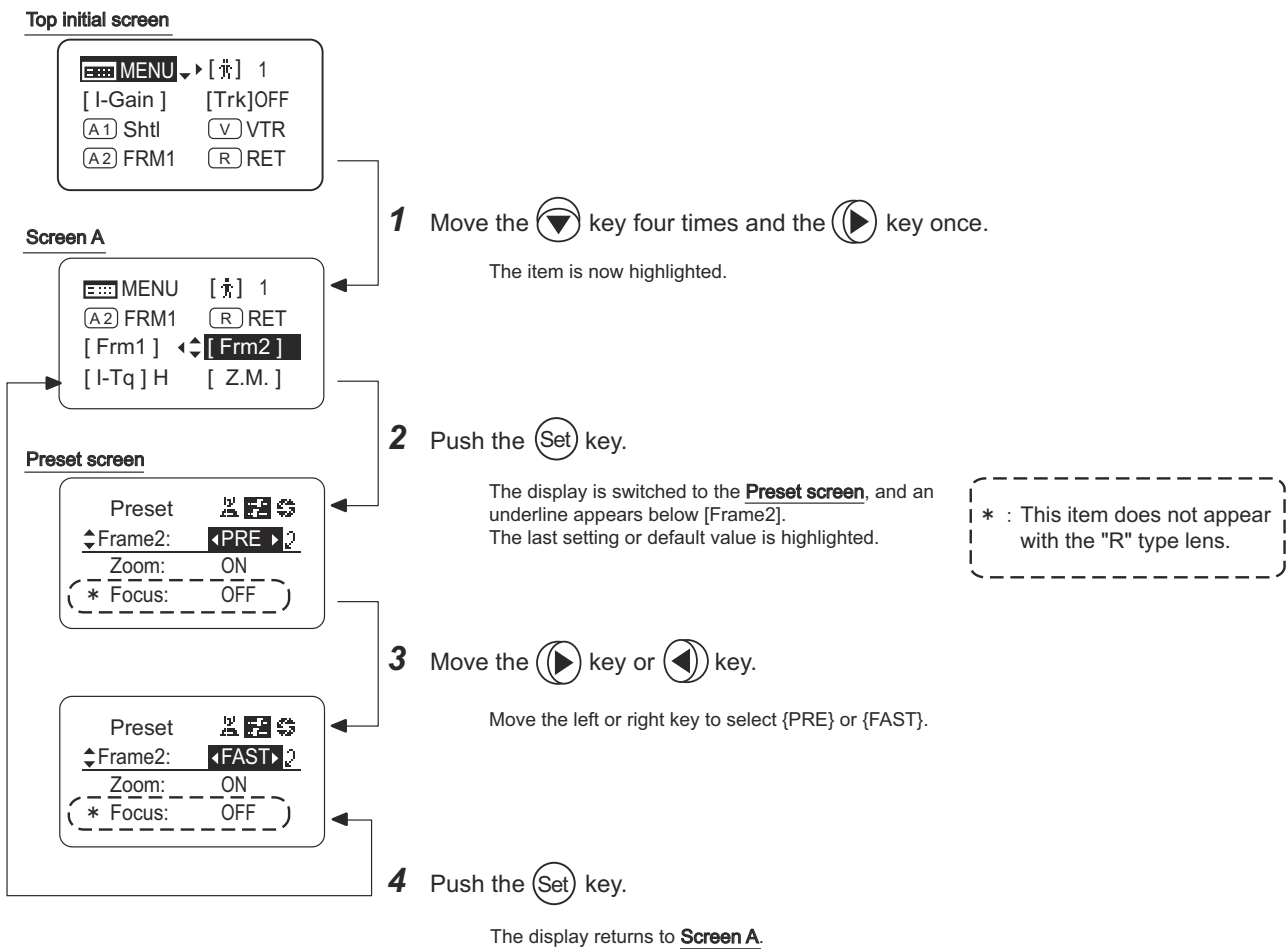 Top initial screen
MENU [ ] 1
[ I-Gain ] [Trk]OFF
A1 Shtl V VTR
A2 FRM1 R RET
1 Move the key four times and the key once.
The item is now highlighted.
Screen A
MENU [ ] 1
A2 FRM1 R RET
[ Frm1 ] [ Frm2 ]
[ I-Tq ] H [ Z.M. ]
2 Push the Set key.
The display is switched to the Preset screen, and an
underline appears below [Frame2].
The last setting or default value is highlighted.
* : This item does not appear
with the "R" type lens.
Preset screen
Preset
Frame2: PRE
Zoom: ON
* Focus: OFF
3 Move the key or key.
Move the left or right key to select {PRE} or {FAST}.
Preset
Frame2: FAST
Zoom: ON
* Focus: OFF
4 Push the Set key.
The display returns to Screen A.